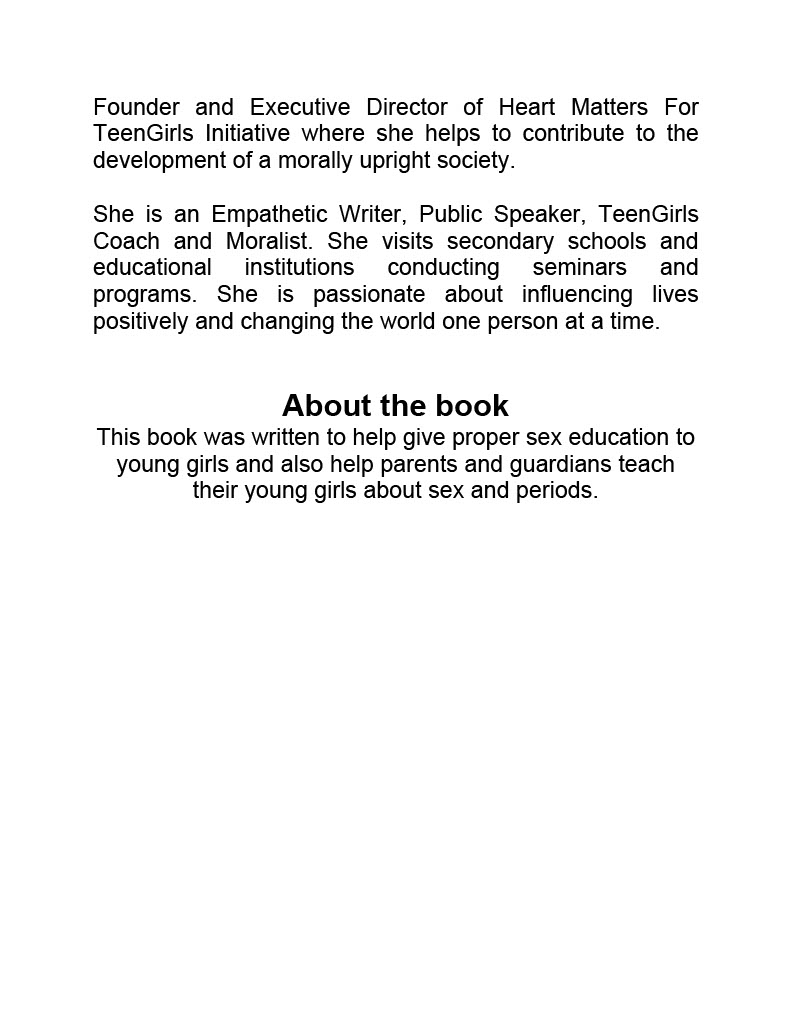 Founder and Executive Director of Heart Matters For
TeenGirls Initiative where she helps to contribute to the
development of a morally upright society.
She is an Empathetic Writer, Public Speaker, TeenGirls
Coach and Moralist. She visits secondary schools and
educational institutions conducting seminars and
programs. She is passionate about influencing lives
positively and changing the world one person at a time.
About the book
This book was written to help give proper sex education to
young girls and also help parents and guardians teach
their young girls about sex and periods.